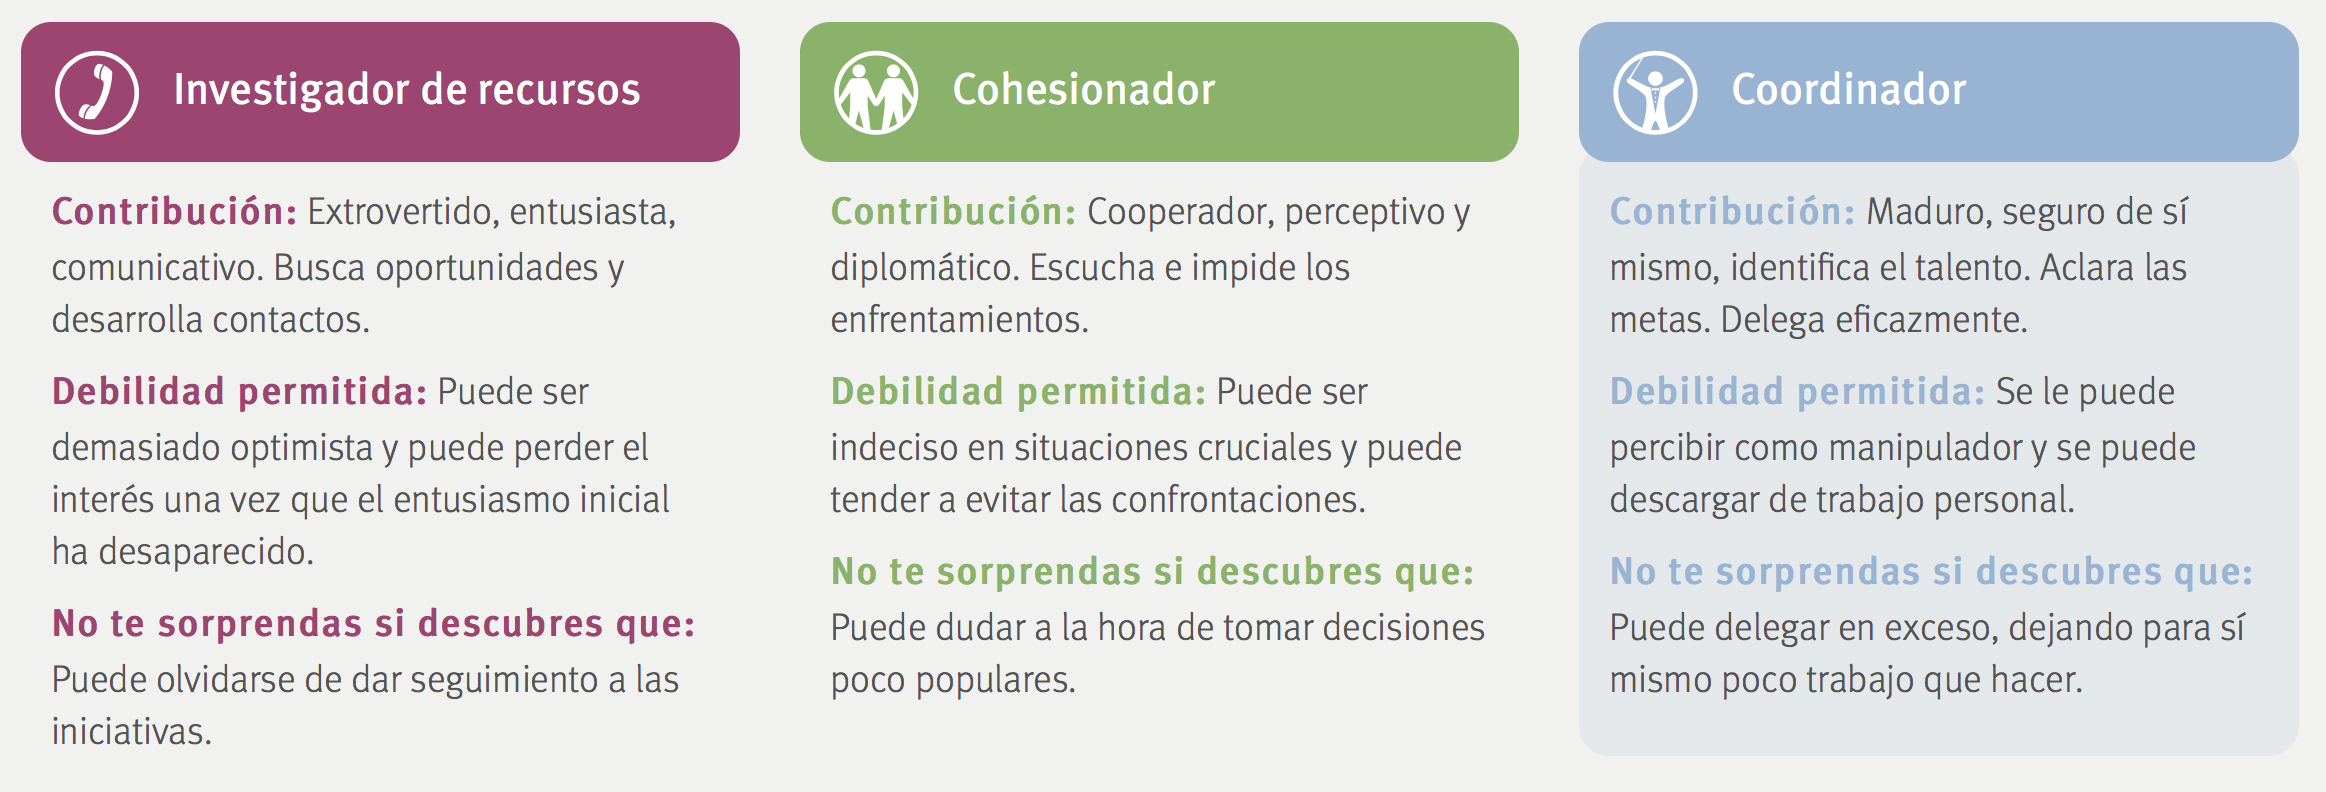 Investigador de recursos
Contribución: Extrovertido, entusiasta,
comunicativo. Busca oportunidades y
desarrolla contactos.
Debilidad permitida: Puede ser
demasiado optimista y puede perder el
interés una vez que el entusiasmo inicial
ha desaparecido.
No te sorprendas si descubres que:
Puede olvidarse de dar seguimiento a las
iniciativas.
Cohesionador
Contribución: Cooperador, perceptivo y
diplomático. Escucha e impide los
enfrentamientos.
Debilidad permitida: Puede ser
indeciso en situaciones cruciales y puede
tender a evitar las confrontaciones.
No te sorprendas si descubres que:
Puede dudar a la hora de tomar decisiones
poco populares.
Coordinador
Contribución: Maduro, seguro de sí
mismo, identifica el talento. Aclara las
metas. Delega eficazmente.
Debilidad permitida: Se le puede
percibir como manipulador y se puede
descargar de trabajo personal.
No te sorprendas si descubres que:
Puede delegar en exceso, dejando para sí
mismo poco trabajo que hacer.